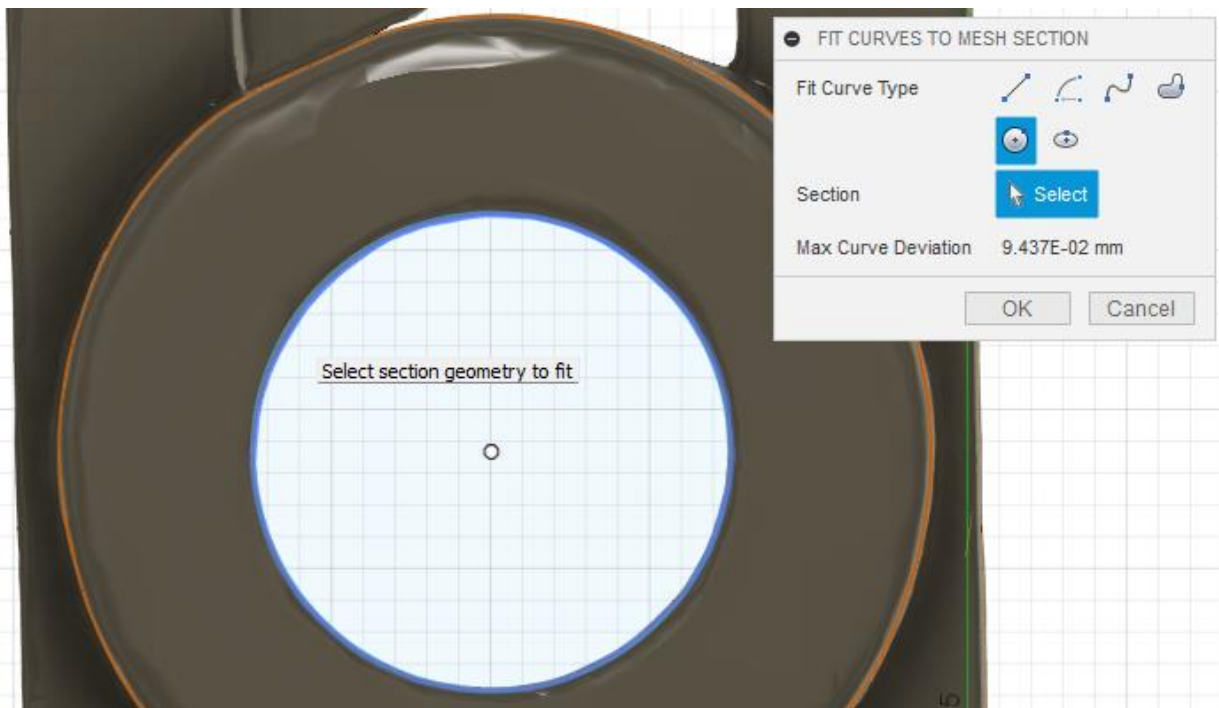 FIT CURVES TO MESH SECTION
Fit Curve Type
Section Select
Max Curve Deviation 9.437E-02 mm
OK Cancel
Select section geometry to fit
5